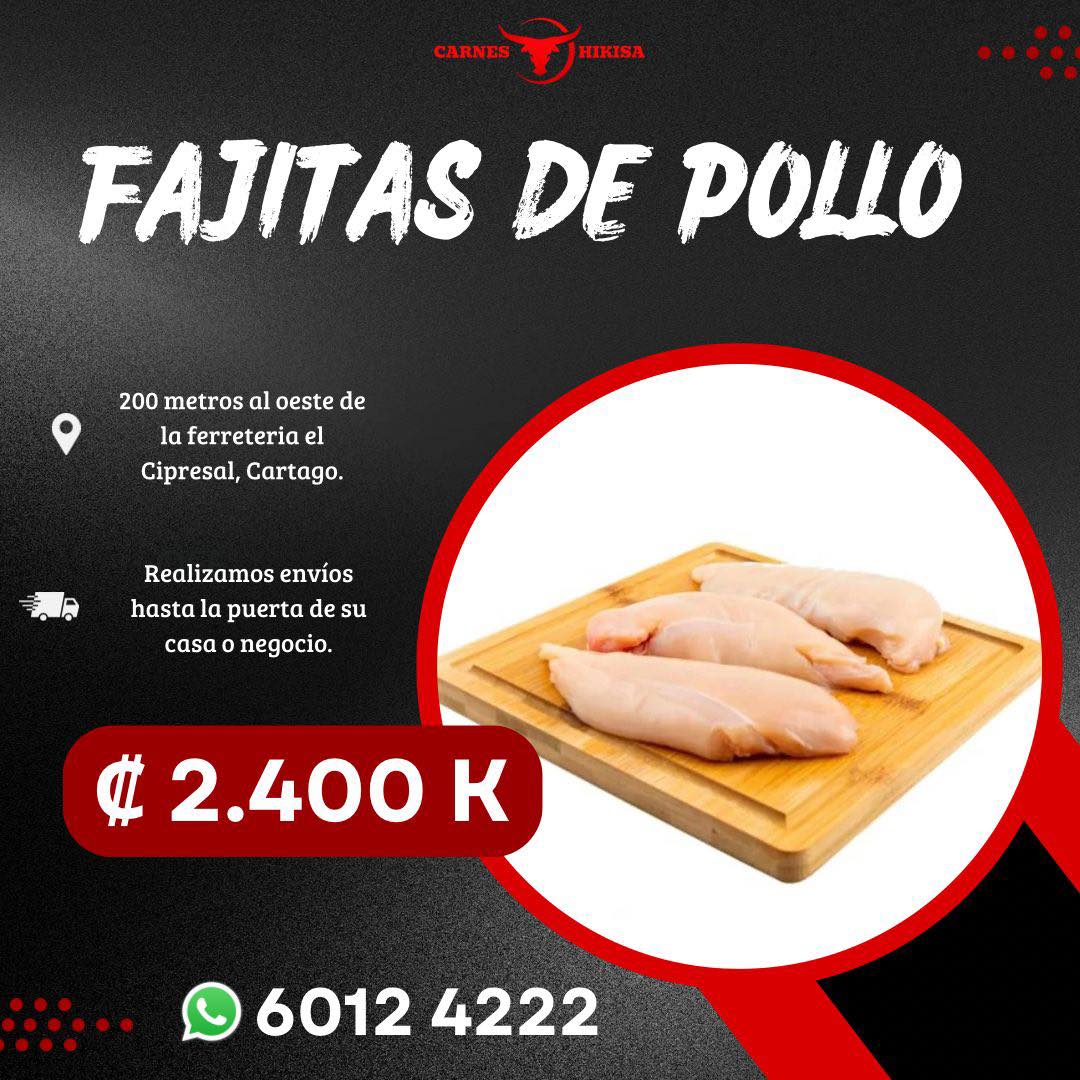 CARNES HIKISA
FAJITAS DE POLLO
200 metros al oeste de
la ferreteria el
Cipresal, Cartago.
Realizamos envíos
hasta la puerta de su
casa o negocio.
₡ 2.400 K
6012 4222